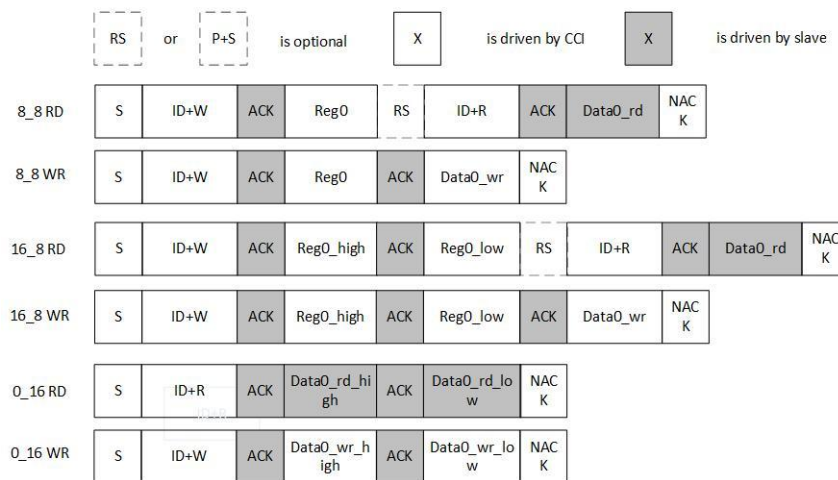 RS or P+S is optional X is driven by CCI X is driven by slave
8_8 RD S ID+W ACK Reg0 RS ID+R ACK Data0_rd NAC
K
8_8 WR S ID+W ACK Reg0 ACK Data0_wr NAC
K
16_8 RD S ID+W ACK Reg0_high ACK Reg0_low RS ID+R ACK Data0_rd NAC
K
16_8 WR S ID+W ACK Reg0_high ACK Reg0_low ACK Data0_wr NAC
K
0_16 RD S ID+R ACK Data0_rd_hi ACK Data0_rd_lo NAC
gh w K
ID+R
0_16 WR S ID+W ACK Data0_wr_h ACK Data0_wr_lo NAC
igh w K